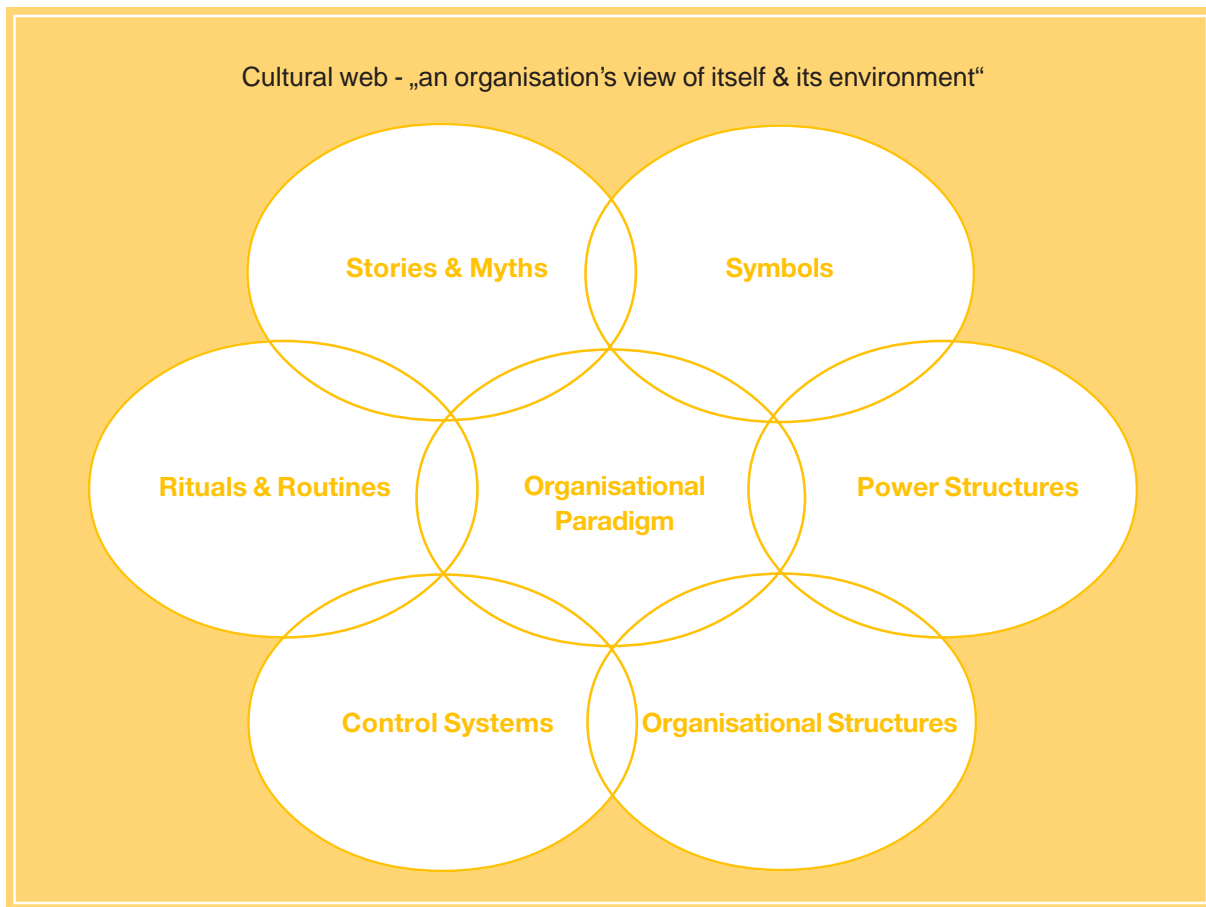 Cultural web - „an organisation’s view of itself & its environment“
Stories & Myths
Symbols
Rituals & Routines
Organisational
Paradigm
Power Structures
Control Systems
Organisational Structures